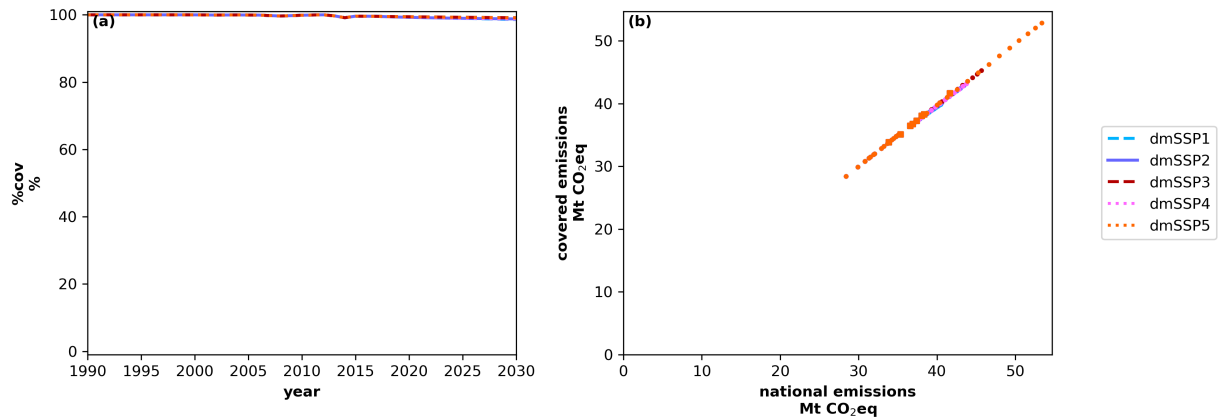 (a)
100
80
60
40
20
0
%cov
%
1990 1995 2000 2005 2010 2015 2020 2025 2030
year
(b)
50
40
30
20
10
0
covered emissions
Mt CO₂eq
0 10 20 30 40 50
national emissions
Mt CO₂eq
dmSSP1
dmSSP2
dmSSP3
dmSSP4
dmSSP5